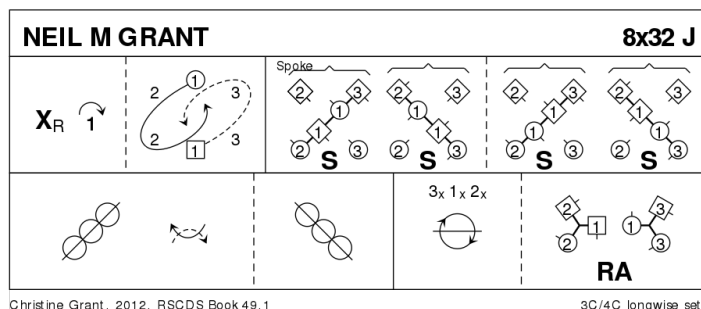 NEIL M GRANT 8x32 J
XR 1
2 1 3
2 1 3
Spoke
2 3 2 3 2 3 2 3
1 1 1 1
1 1 1 1
2 3 2 3 2 3 2 3
S S S S
3x 1x 2x
2 1 1 3
2 3
RA
Christine Grant, 2012, RSCDS Book 49.1 3C/4C longwise set